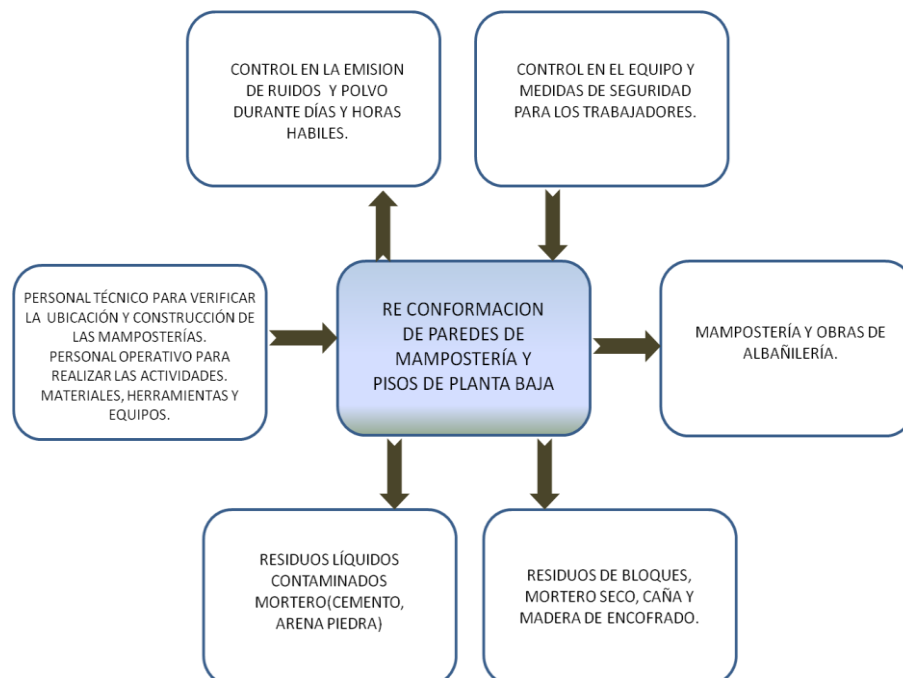 CONTROL EN LA EMISION
DE RUIDOS Y POLVO
DURANTE DÍAS Y HORAS
HABILES.
CONTROL EN EL EQUIPO Y
MEDIDAS DE SEGURIDAD
PARA LOS TRABAJADORES.
PERSONAL TÉCNICO PARA VERIFICAR
LA UBICACIÓN Y CONSTRUCCIÓN DE
LAS MAMPOSTERÍAS.
PERSONAL OPERATIVO PARA
REALIZAR LAS ACTIVIDADES.
MATERIALES, HERRAMIENTAS Y
EQUIPOS.
RE CONFORMACION
DE PAREDES DE
MAMPOSTERÍA Y
PISOS DE PLANTA BAJA
MAMPOSTERÍA Y OBRAS DE
ALBAÑILERÍA.
RESIDUOS LÍQUIDOS
CONTAMINADOS
MORTERO(CEMENTO,
ARENA PIEDRA)
RESIDUOS DE BLOQUES,
MORTERO SECO, CAÑA Y
MADERA DE ENCOFRADO.